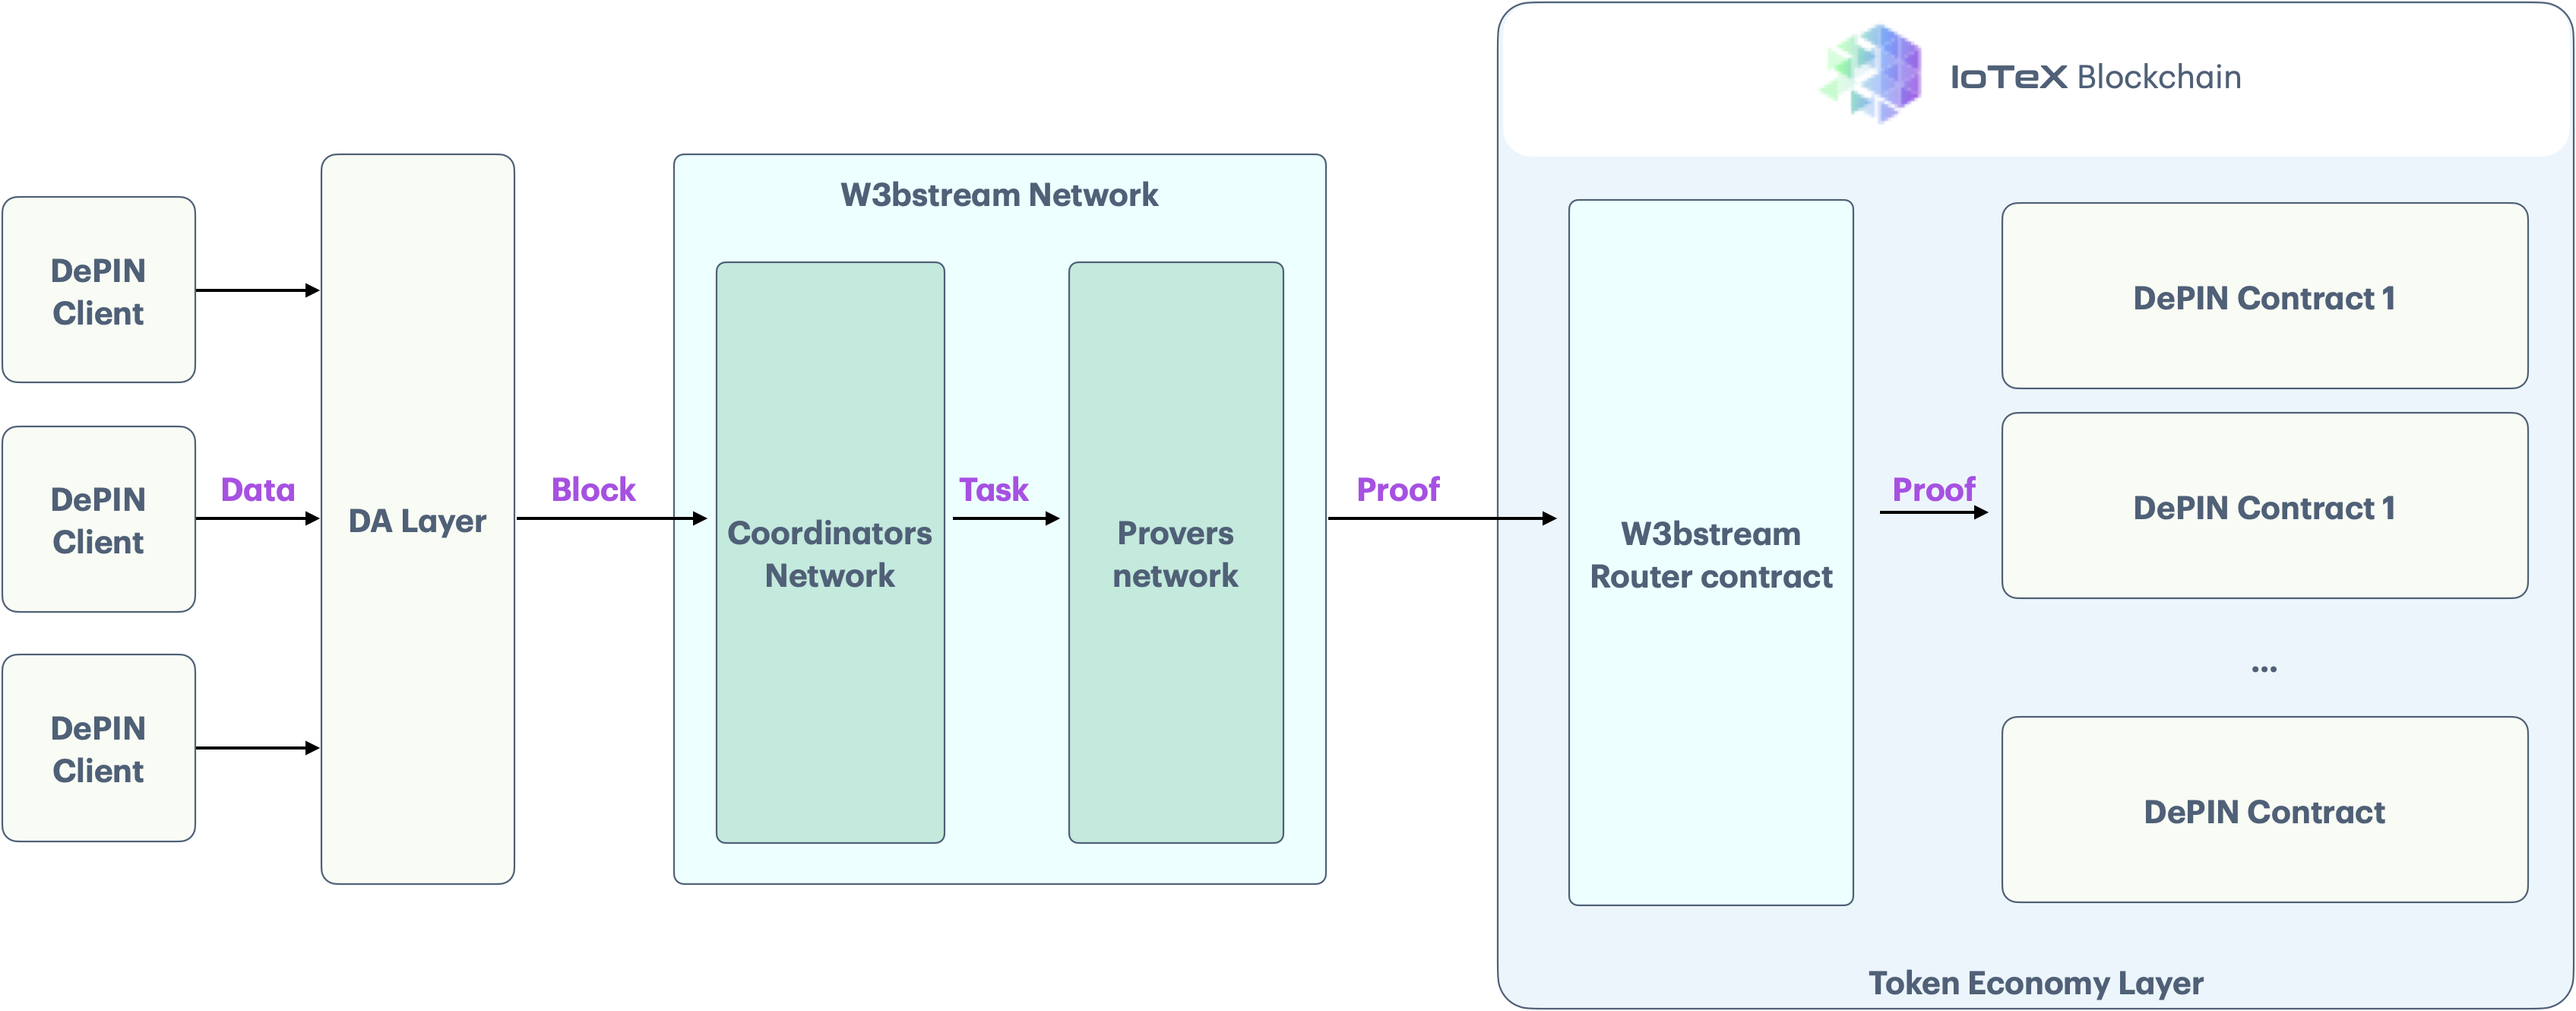 IoTeX Blockchain
DePIN
Client
DePIN
Client
DePIN
Client
Data
DA Layer
Block
W3bstream Network
Coordinators
Network
Task
Provers
network
Proof
W3bstream
Router contract
Proof
DePIN Contract 1
DePIN Contract 1
...
DePIN Contract
Token Economy Layer